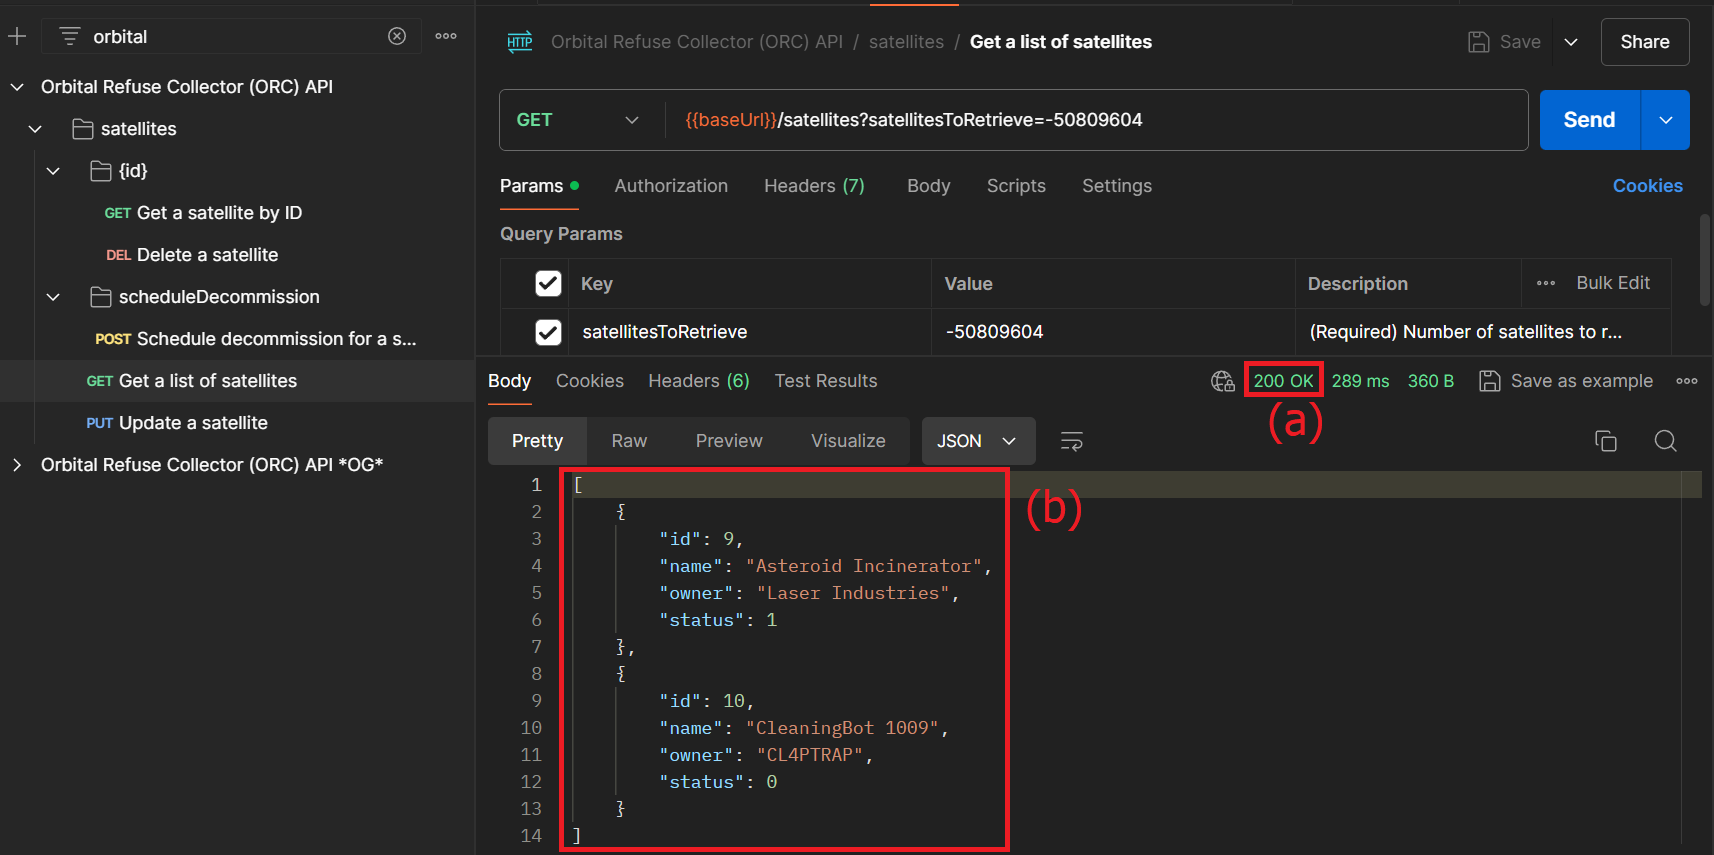 orbital
Orbital Refuse Collector (ORC) API
satellites
{id}
GET Get a satellite by ID
DEL Delete a satellite
scheduleDecommission
POST Schedule decommission for a s...
GET Get a list of satellites
PUT Update a satellite
Orbital Refuse Collector (ORC) API *OG*
HTTP Orbital Refuse Collector (ORC) API / satellites / Get a list of satellites Save Share
GET {{baseUrl}}/satellites?satellitesToRetrieve=-50809604 Send
Params Authorization Headers (7) Body Scripts Settings Cookies
Query Params
Key Value Description Bulk Edit
satellitesToRetrieve -50809604 (Required) Number of satellites to r...
Body Cookies Headers (6) Test Results 200 OK 289 ms 360 B Save as example
(a)
Pretty Raw Preview Visualize JSON
(b)
1 [
2 {
3 "id": 9,
4 "name": "Asteroid Incinerator",
5 "owner": "Laser Industries",
6 "status": 1
7 },
8 {
9 "id": 10,
10 "name": "CleaningBot 1009",
11 "owner": "CL4PTRAP",
12 "status": 0
13 }
14 ]